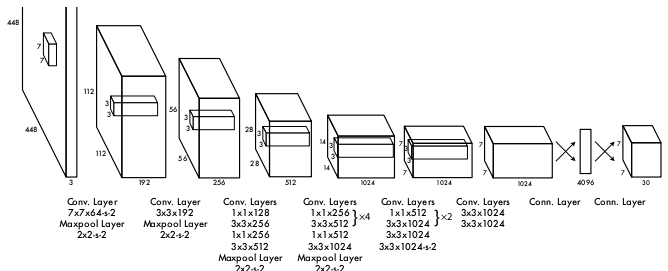 448
448
3
7
7
112
112
192
3
3
56
56
256
3
3
28
28
512
3
3
14
14
1024
3
3
7
7
1024
3
3
7
7
1024
4096
7
7
30
Conv. Layer
7x7x64-s-2
Maxpool Layer
2x2-s-2
Conv. Layer
3x3x192
Maxpool Layer
2x2-s-2
Conv. Layers
1x1x128
3x3x256
1x1x256
3x3x512
Maxpool Layer
2x2-s-2
Conv. Layers
1x1x256
3x3x512
}×4
1x1x512
3x3x1024
Maxpool Layer
2x2-s-2
Conv. Layers
1x1x512
3x3x1024
}×2
3x3x1024
3x3x1024-s-2
Conv. Layers
3x3x1024
3x3x1024
Conn. Layer
Conn. Layer